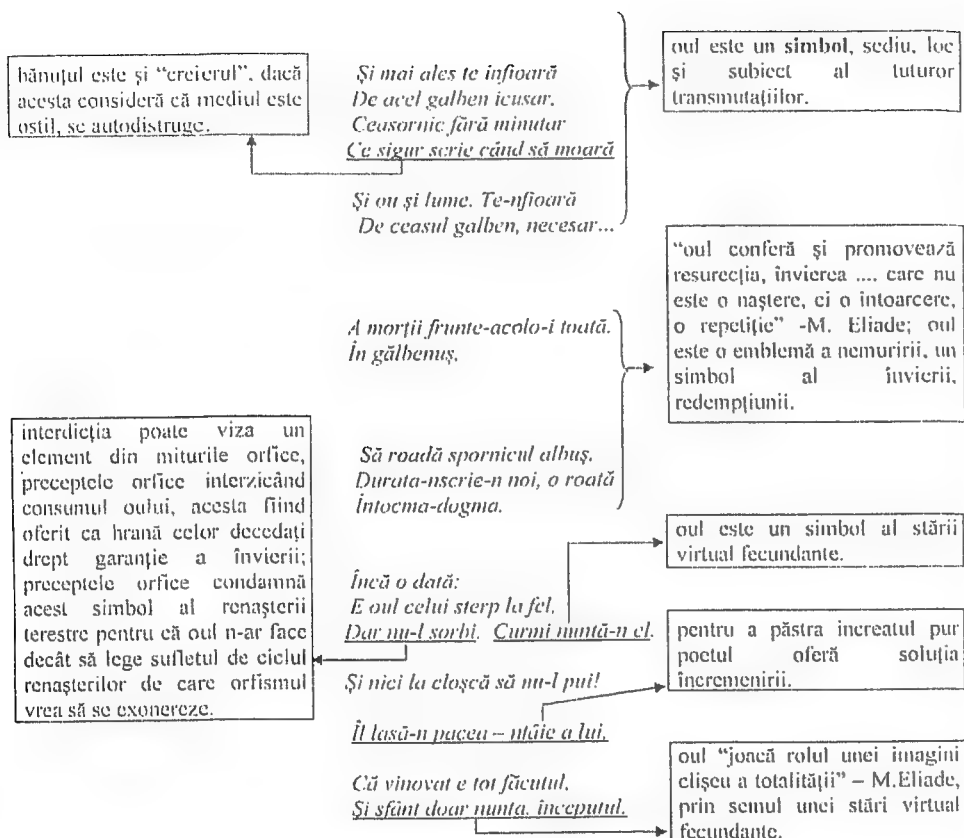 bănuțul este și “creierul”, dacă
acesta consideră că mediul este
ostil, se autodistruge.
Și mai ales te înfioară
De acel galben icusar.
Ceasornic fără minutar
Ce sigur scrie când să moară
Și ou și lume. Te-nfioară
De ceasul galben, necesar...
oul este un simbol, sediu, loc
și subiect al tuturor
transmutațiilor.
A morții frunte-acolo-i toată.
În gălbenuș,
Să roadă spornicul albuș,
Durata-nscrie-n noi, o roată
Întocma-dogma.
“oul conferă și promovează
resurecția, învierea .... care nu
este o naștere, ci o întoarcere,
o repetiție” -M. Eliade; oul
este o emblemă a nemuririi, un
simbol al învierii,
redempțiunii.
interdicția poate viza un
element din miturile orfice,
preceptele orfice interzicând
consumul oului, acesta fiind
oferit ca hrană celor decedați
drept garanție a învierii;
preceptele orfice condamnă
acest simbol al renașterii
terestre pentru că oul n-ar face
decât să lege sufletul de ciclul
renașterilor de care orfismul
vrea să se exonereze.
Încă o dată:
E oul celui sterp la fel,
Dar nu-l sorbi. Curmi nuntă-n el.
Și nici la cloșcă să nu-l pui!
Îl lasă-n pacea – ntâie a lui,
Că vinovat e tot făcutul,
Și sfânt doar nunta, începutul.
oul este un simbol al stării
virtual fecundante.
pentru a păstra increatul pur
poetul oferă soluția
încremenirii.
oul “joacă rolul unei imagini
clișeu a totalității” – M.Eliade,
prin semul unei stări virtual
fecundante.